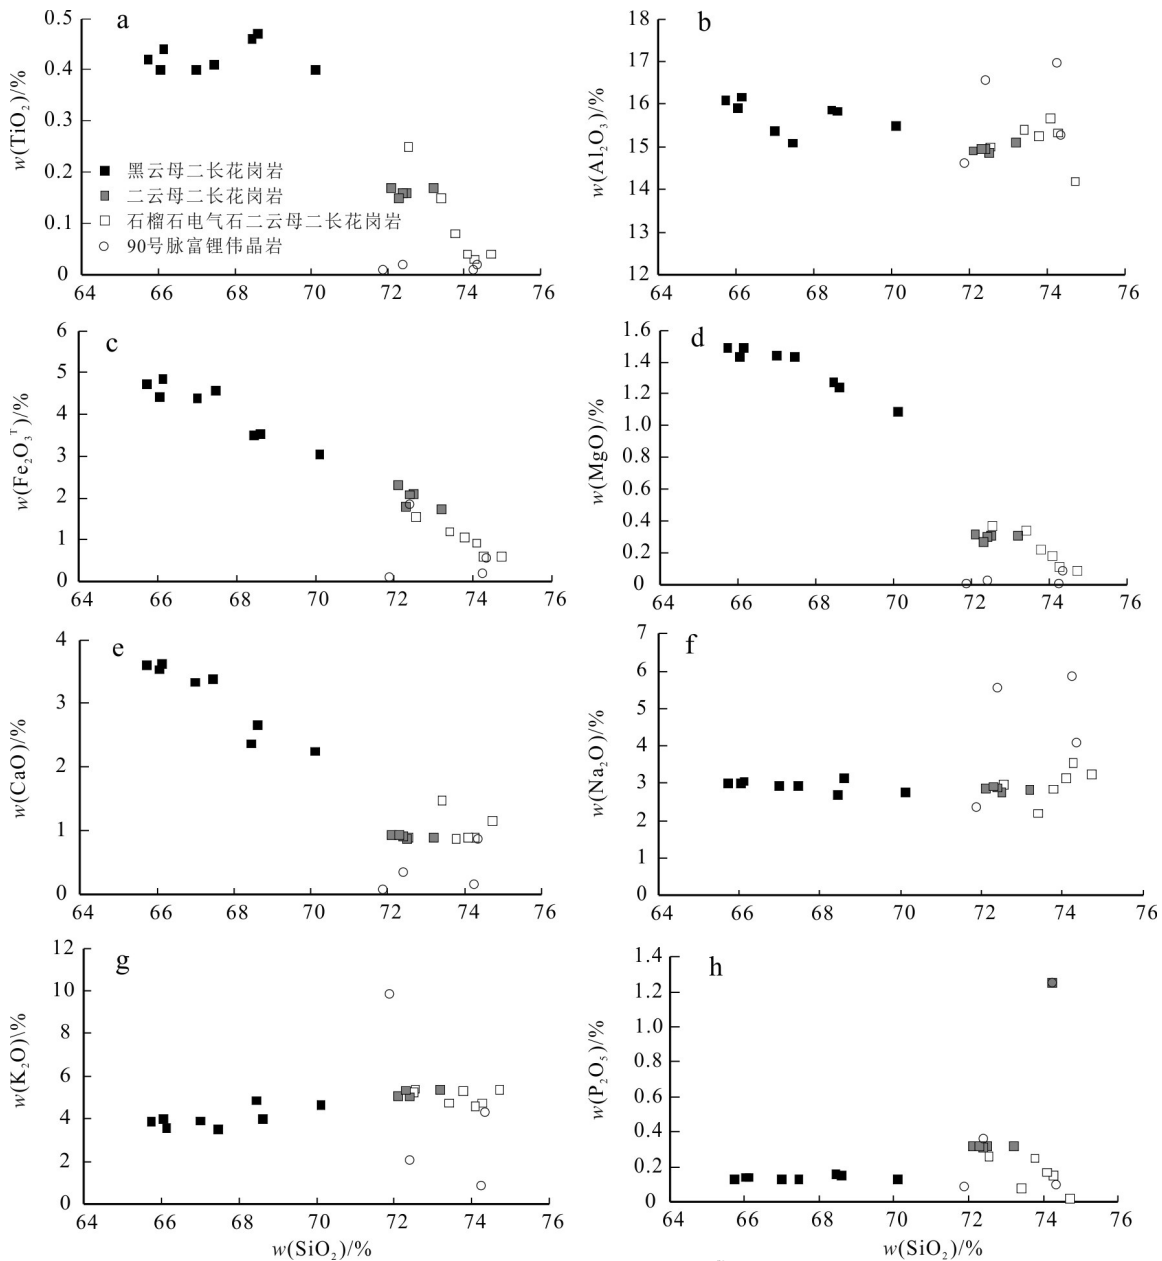 a
0.5
0.4
0.3
0.2
0.1
0
w(TiO₂)/%
黑云母二长花岗岩
二云母二长花岗岩
石榴石电气石二云母二长花岗岩
90号脉富锂伟晶岩
64 66 68 70 72 74 76
b
18
17
16
15
14
13
12
w(Al₂O₃)/%
64 66 68 70 72 74 76
c
6
5
4
3
2
1
0
w(Fe₂O₃ᵀ)/%
64 66 68 70 72 74 76
d
1.6
1.4
1.2
1.0
0.8
0.6
0.4
0.2
0
w(MgO)/%
64 66 68 70 72 74 76
e
4
3
2
1
0
w(CaO)/%
64 66 68 70 72 74 76
f
7
6
5
4
3
2
1
0
w(Na₂O)/%
64 66 68 70 72 74 76
g
12
10
8
6
4
2
0
w(K₂O)\%
64 66 68 70 72 74 76
w(SiO₂)/%
h
1.4
1.2
1.0
0.8
0.6
0.4
0.2
0
w(P₂O₅)/%
64 66 68 70 72 74 76
w(SiO₂)/%